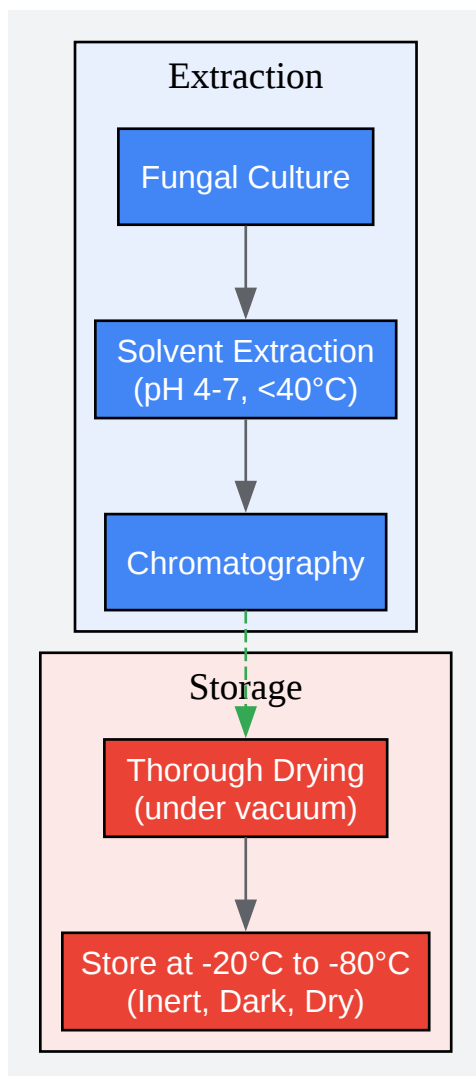 Extraction
Fungal Culture
Solvent Extraction
(pH 4-7, <40°C)
Chromatography
Storage
Thorough Drying
(under vacuum)
Store at -20°C to -80°C
(Inert, Dark, Dry)